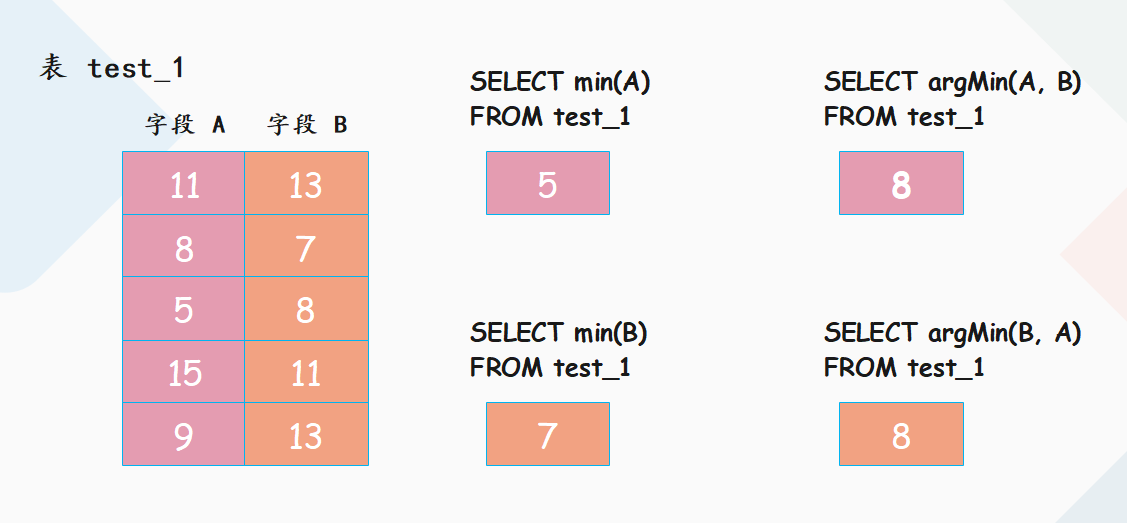 表 test_1
字段 A 字段 B
11 13
8 7
5 8
15 11
9 13
SELECT min(A)
FROM test_1
5
SELECT argMin(A, B)
FROM test_1
8
SELECT min(B)
FROM test_1
7
SELECT argMin(B, A)
FROM test_1
8